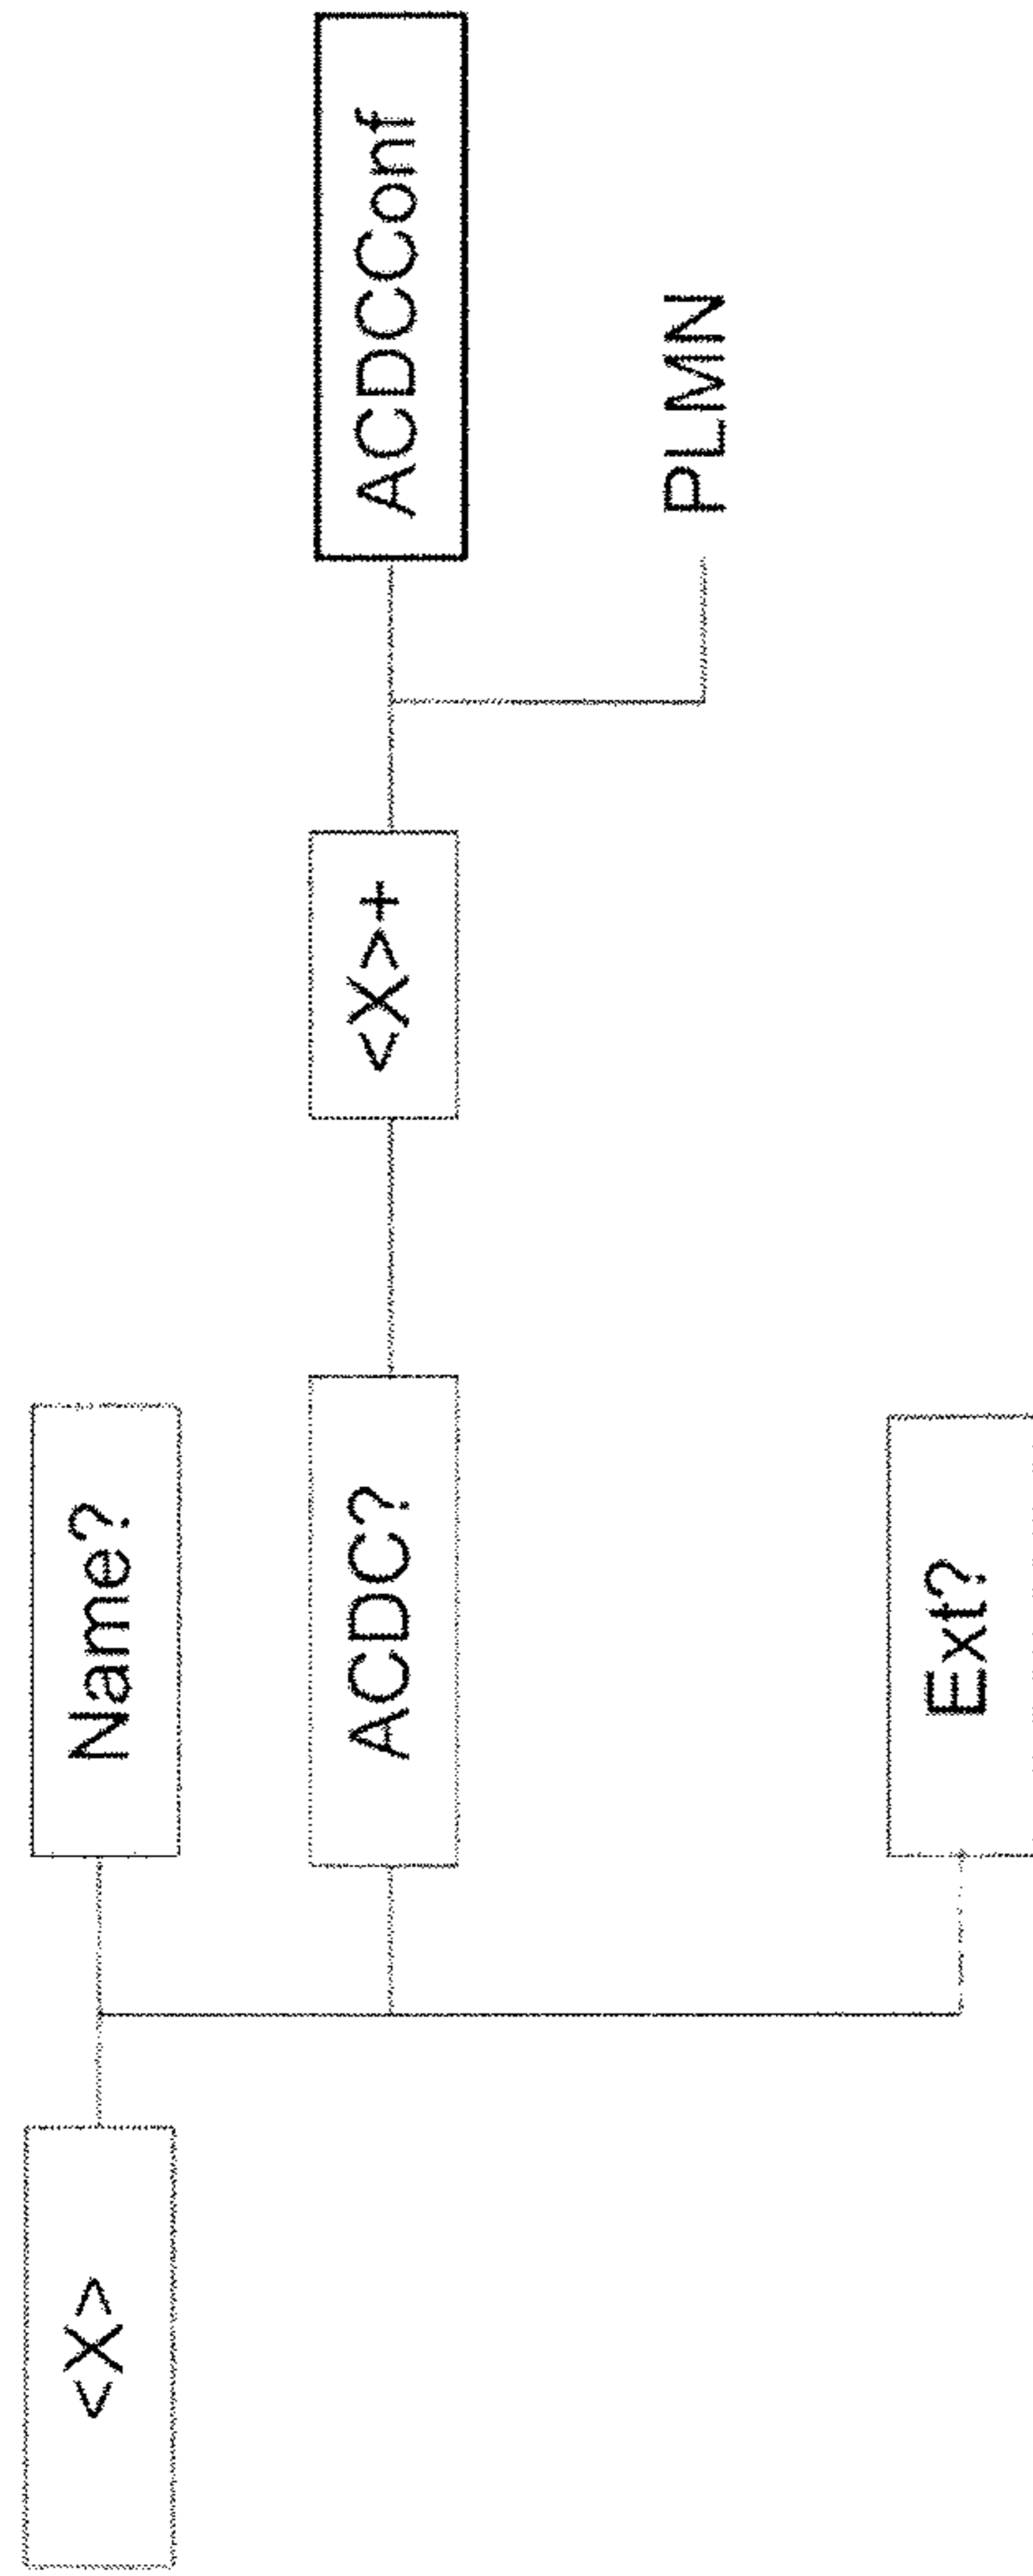 <X>
Name?
ACDC?
<X>+
ACDCConf
PLMN
Ext?